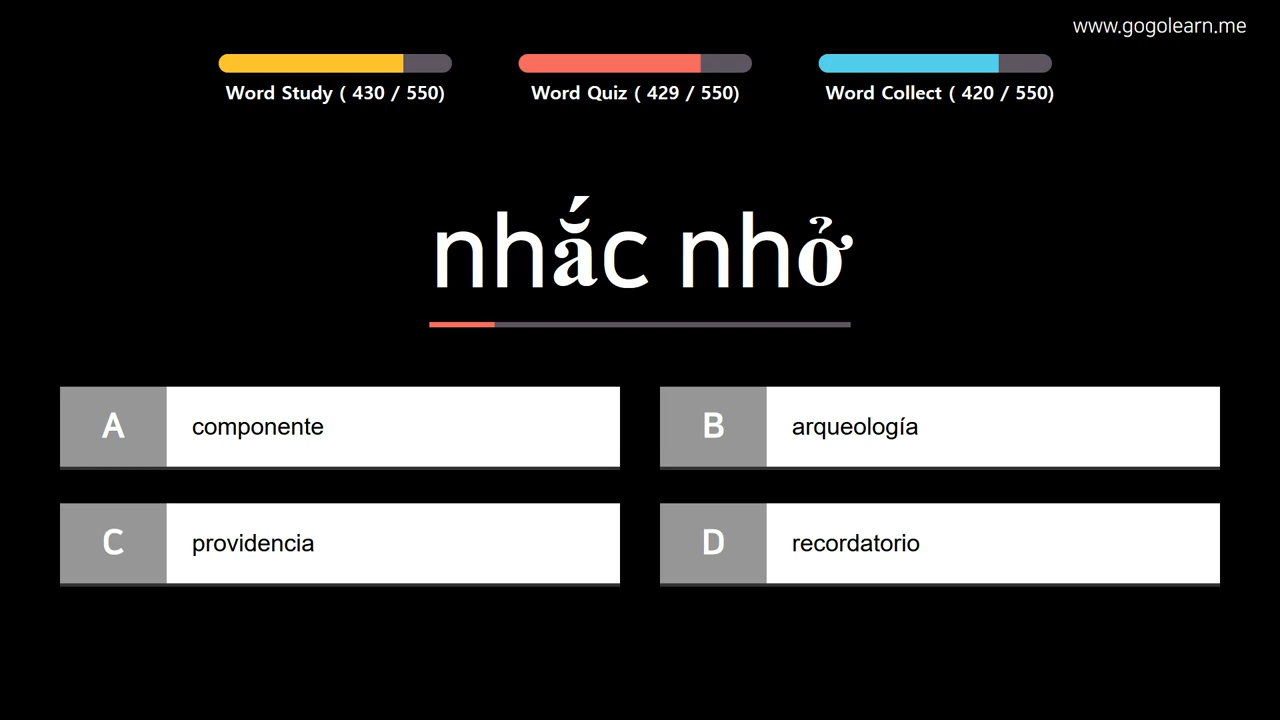 www.gogolearn.me
Word Study ( 430 / 550)
Word Quiz ( 429 / 550)
Word Collect ( 420 / 550)
nhắc nhở
A componente
B arqueología
C providencia
D recordatorio